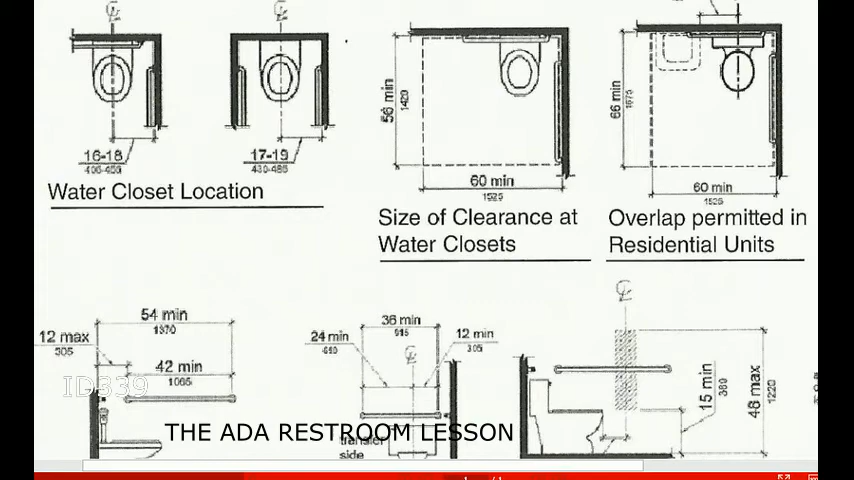 16-18
17-19
430-485
Water Closet Location
56 min
1420
60 min
1525
Size of Clearance at
Water Closets
66 min
1675
60 min
1525
Overlap permitted in
Residential Units
54 min
1370
12 max
305
42 min
1065
ID339
36 min
915
24 min
610
12 min
305
transfer
side
15 min
380
48 max
1220
THE ADA RESTROOM LESSON